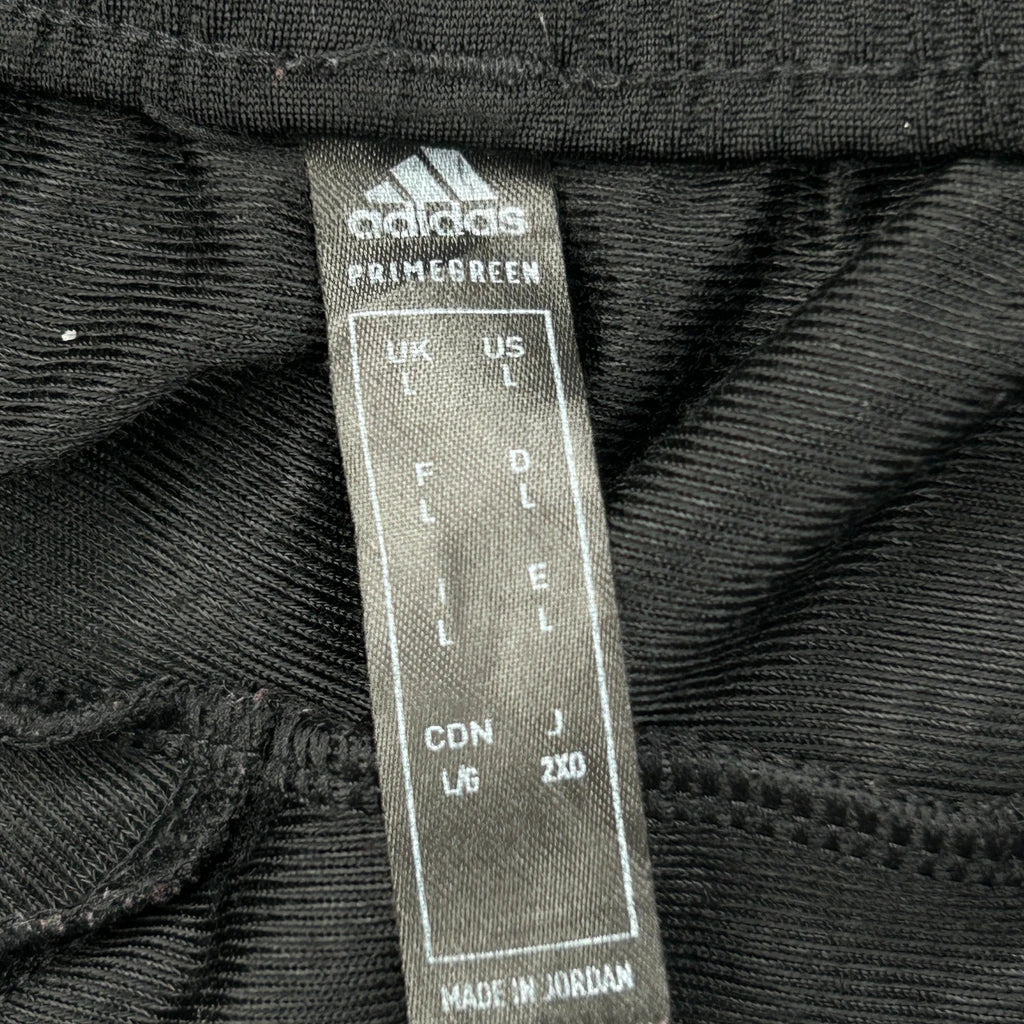 adidas
PRIMEGREEN
UK US
L L
F D
L L
I E
L L
CDN J
L/G 2XO
MADE IN JORDAN